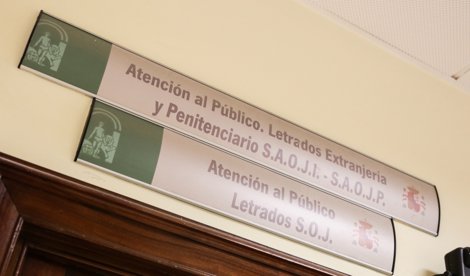 Atención al Público. Letrados Extranjeria
y Penitenciario S.A.O.J.I. - S.A.O.J.P.
Atención al Público
Letrados S.O.J.